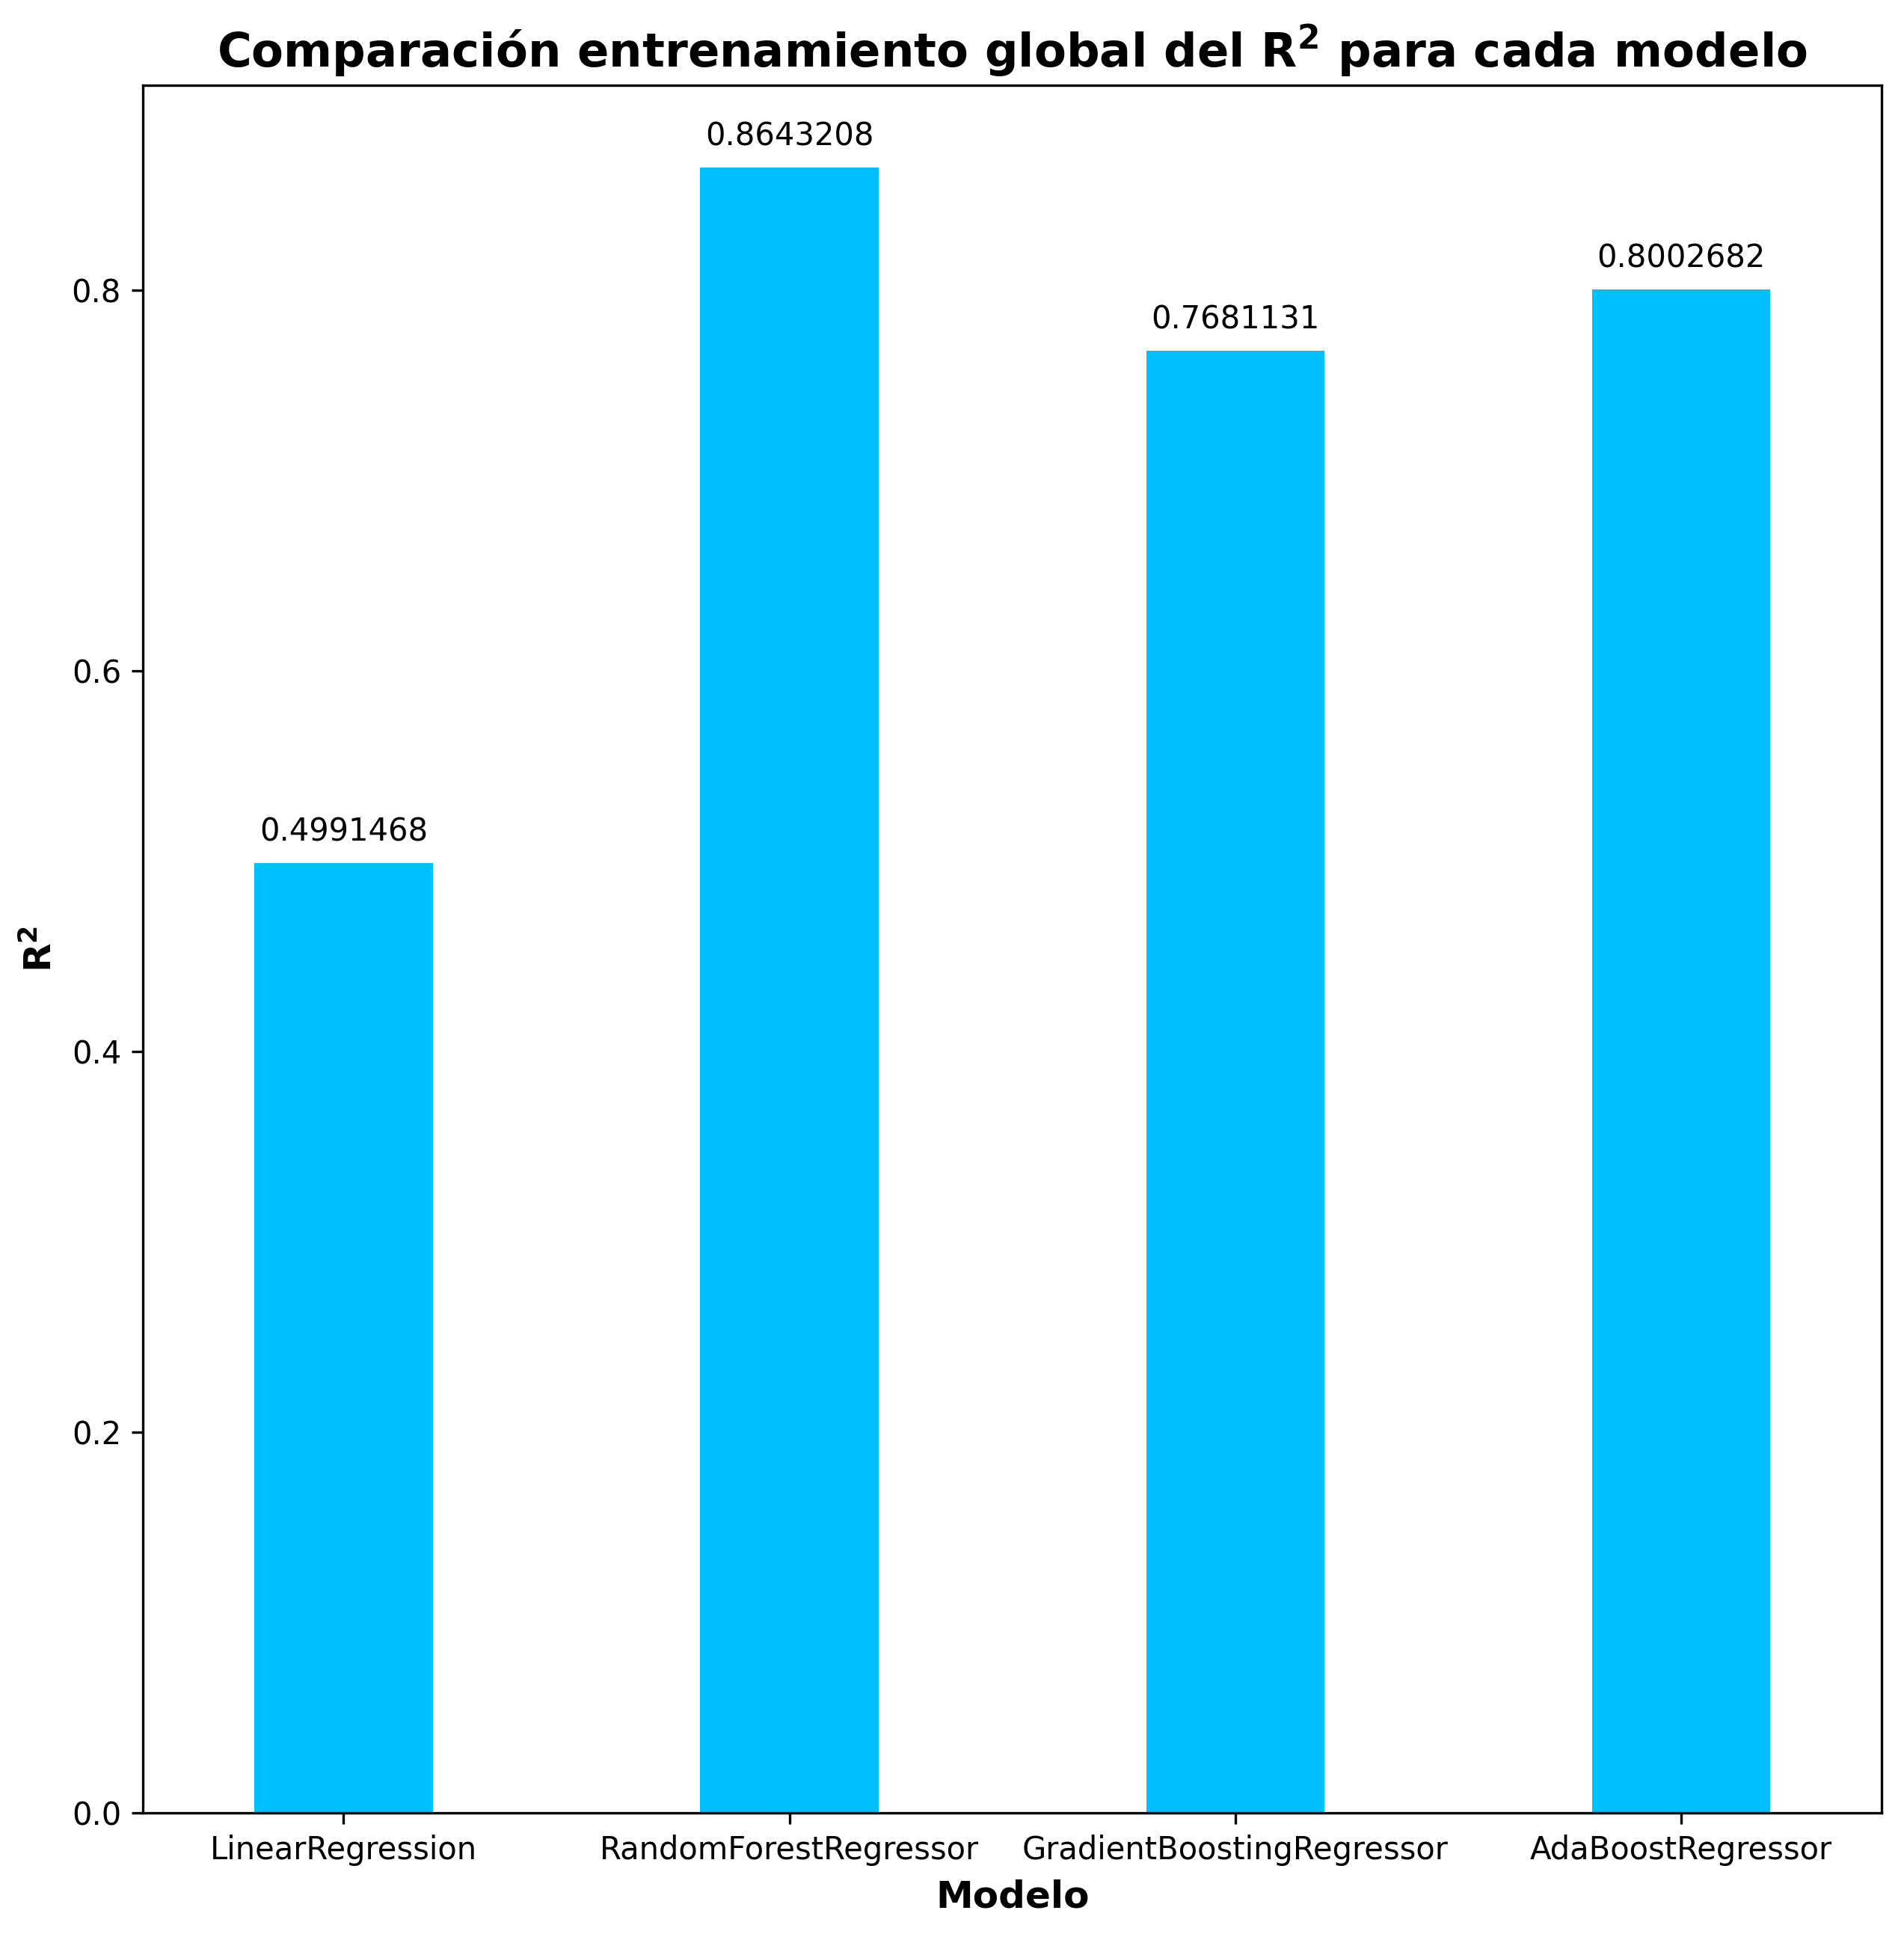 Comparación entrenamiento global del R² para cada modelo
0.8643208
0.8002682
0.7681131
0.4991468
0.8
0.6
0.4
0.2
0.0
R²
LinearRegression RandomForestRegressor GradientBoostingRegressor AdaBoostRegressor
Modelo